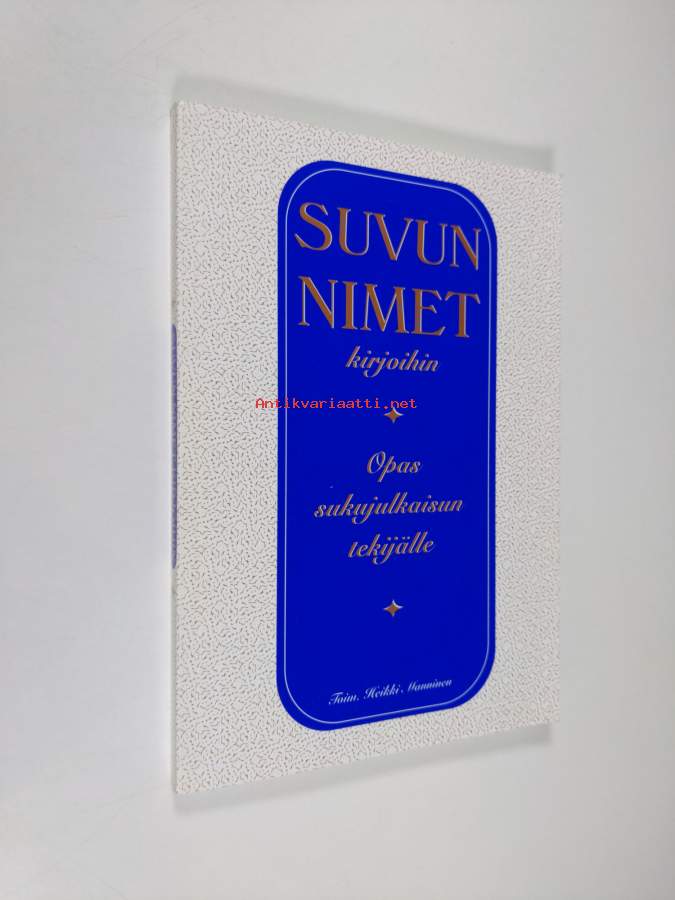 SUVUN
NIMET
kirjoihin
Antikvariaatti.net
Opas
sukujulkaisun
tekijälle
Toim. Heikki Manninen